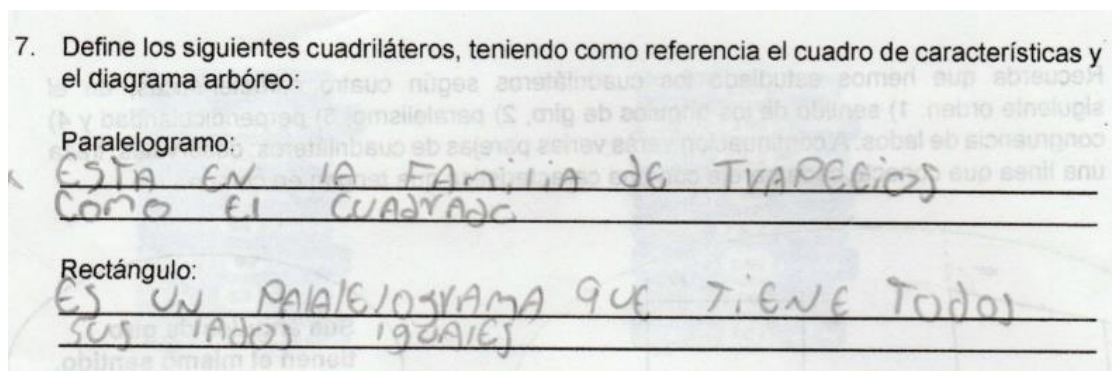 7. Define los siguientes cuadriláteros, teniendo como referencia el cuadro de características y
el diagrama arbóreo:
Paralelogramo:
ESTA EN lA FAMiliA dE TrAPECiOS
COMO El CUAdrAdO
Rectángulo:
ES UN PAlAlElOgrAMA qUE TiENE TOdOS
SUS lAdOS igUAlES